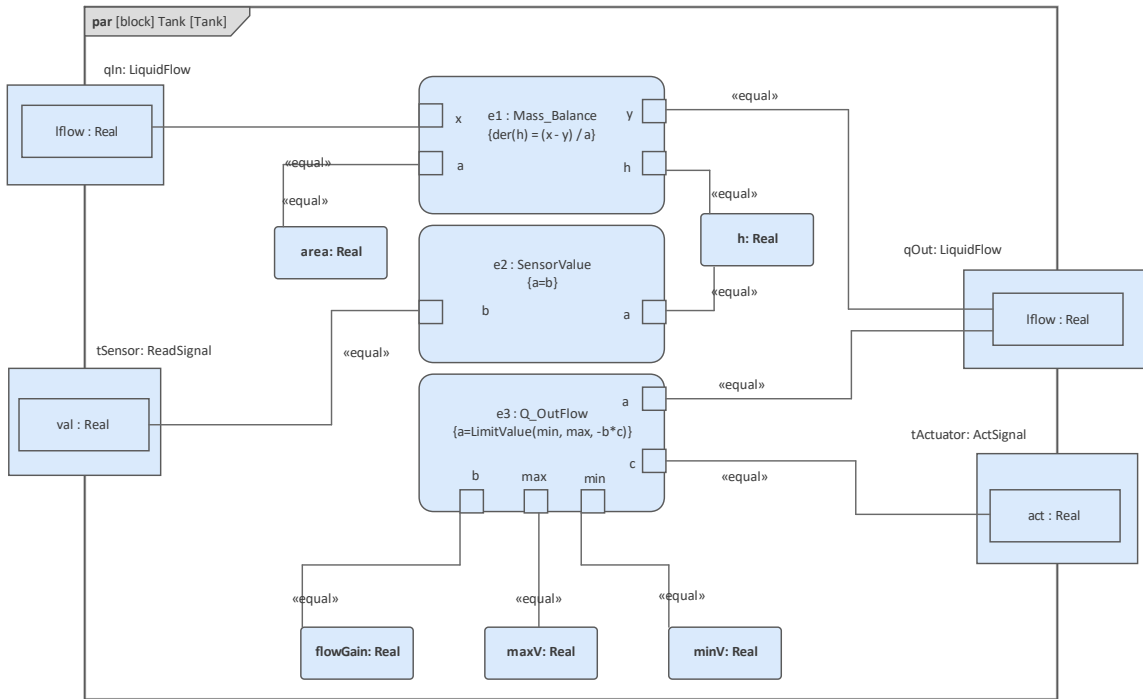 par [block] Tank [Tank]
qIn: LiquidFlow
lflow : Real
x
e1 : Mass_Balance
{der(h) = (x - y) / a}
y
«equal»
a
h
«equal»
«equal»
«equal»
area: Real
h: Real
qOut: LiquidFlow
e2 : SensorValue
{a=b}
b
a
«equal»
lflow : Real
tSensor: ReadSignal
«equal»
val : Real
a
«equal»
e3 : Q_OutFlow
{a=LimitValue(min, max, -b*c)}
tActuator: ActSignal
c
«equal»
b
max
min
act : Real
«equal»
«equal»
«equal»
flowGain: Real
maxV: Real
minV: Real